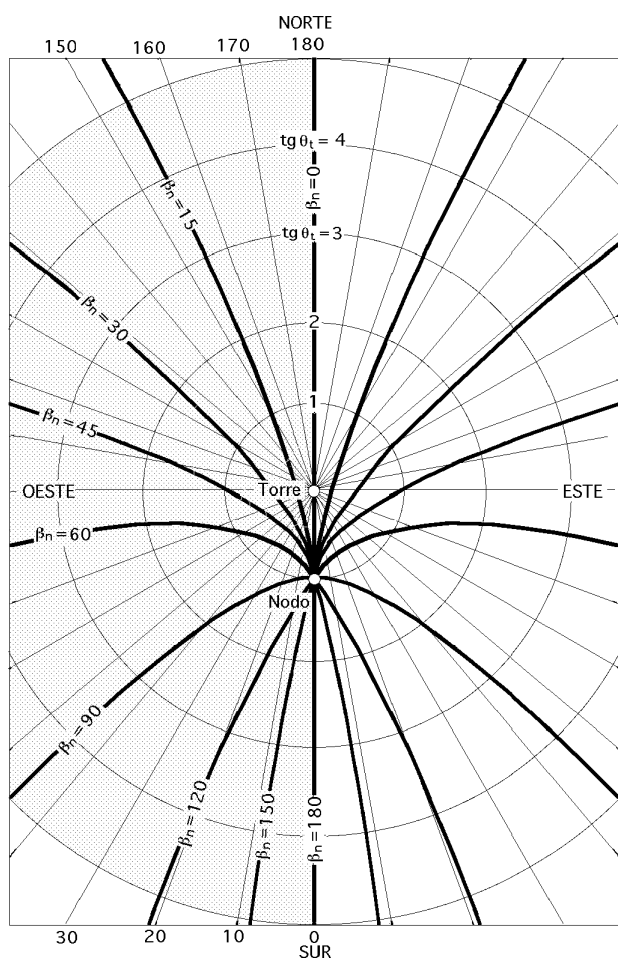 NORTE
150 160 170 180
tg θt = 4
βn = 0
βn = 15
tg θt = 3
βn = 30
2
1
βn = 45
OESTE
Torre
ESTE
βn = 60
Nodo
βn = 90
βn = 120
βn = 150
βn = 180
30 20 10 0
SUR